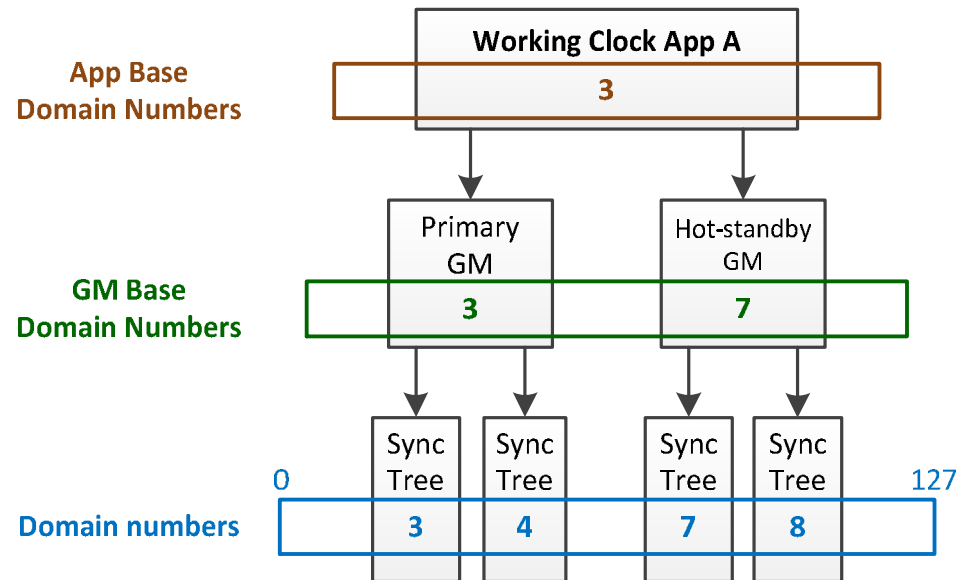 Working Clock App A
App Base
Domain Numbers
3
Primary
GM
Hot-standby
GM
GM Base
Domain Numbers
3
7
Sync
Tree
Sync
Tree
Sync
Tree
Sync
Tree
0
127
Domain numbers
3
4
7
8